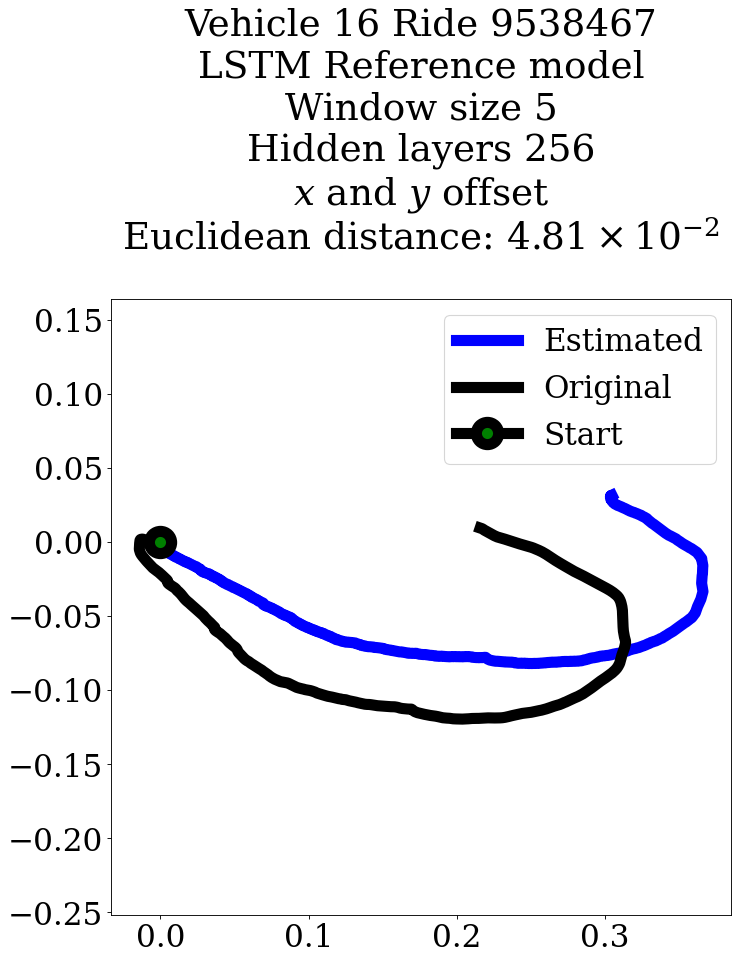 Vehicle 16 Ride 9538467
LSTM Reference model
Window size 5
Hidden layers 256
x and y offset
Euclidean distance: 4.81 × 10⁻²
Estimated
Original
Start
0.15
0.10
0.05
0.00
−0.05
−0.10
−0.15
−0.20
−0.25
0.0 0.1 0.2 0.3